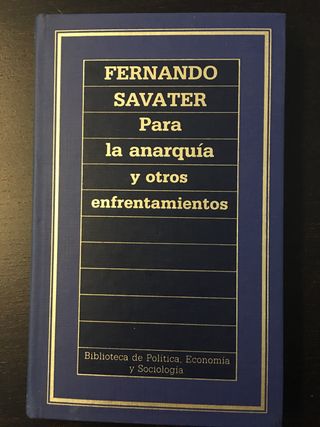 FERNANDO
SAVATER
Para
la anarquía
y otros
enfrentamientos
Biblioteca de Política, Economía
y Sociología